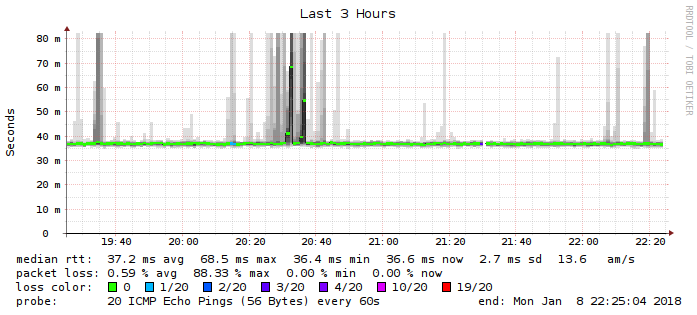 Last 3 Hours
RRDTOOL / TOBI OETIKER
Seconds
80 m
70 m
60 m
50 m
40 m
30 m
20 m
10 m
0
19:40 20:00 20:20 20:40 21:00 21:20 21:40 22:00 22:20
median rtt: 37.2 ms avg 68.5 ms max 36.4 ms min 36.6 ms now 2.7 ms sd 13.6 am/s
packet loss: 0.59 % avg 88.33 % max 0.00 % min 0.00 % now
loss color: 0 1/20 2/20 3/20 4/20 10/20 19/20
probe: 20 ICMP Echo Pings (56 Bytes) every 60s end: Mon Jan 8 22:25:04 2018